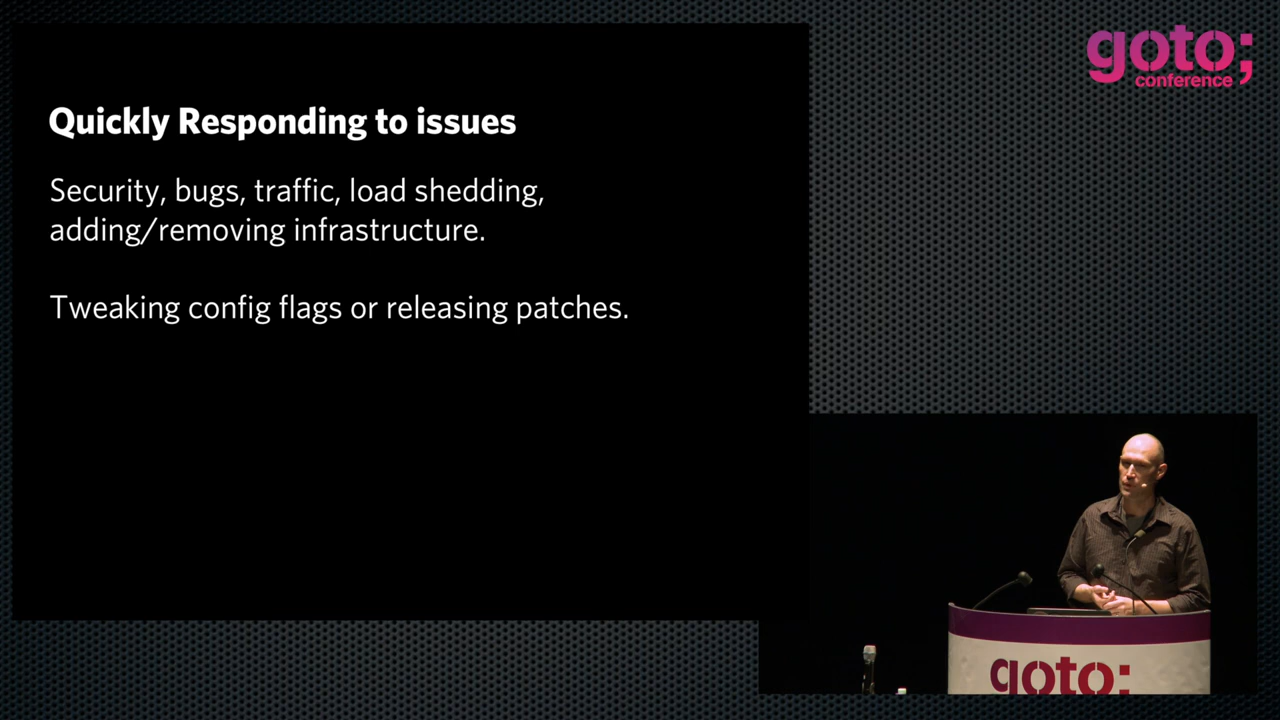 goto;
conference
Quickly Responding to issues
Security, bugs, traffic, load shedding,
adding/removing infrastructure.
Tweaking config flags or releasing patches.
goto;